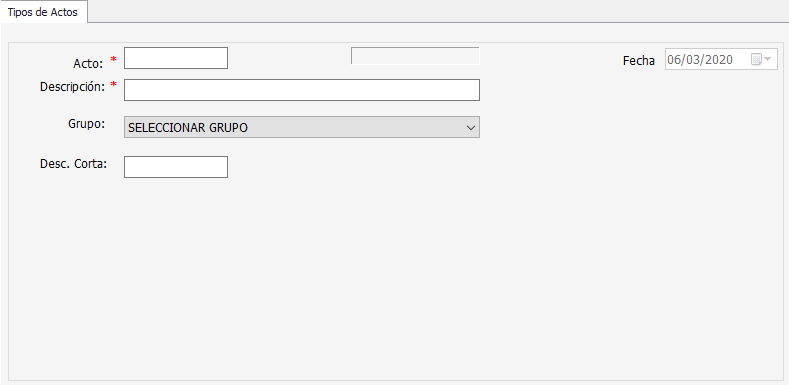 Tipos de Actos
Acto: *
Fecha 06/03/2020
Descripción: *
Grupo: SELECCIONAR GRUPO
Desc. Corta: